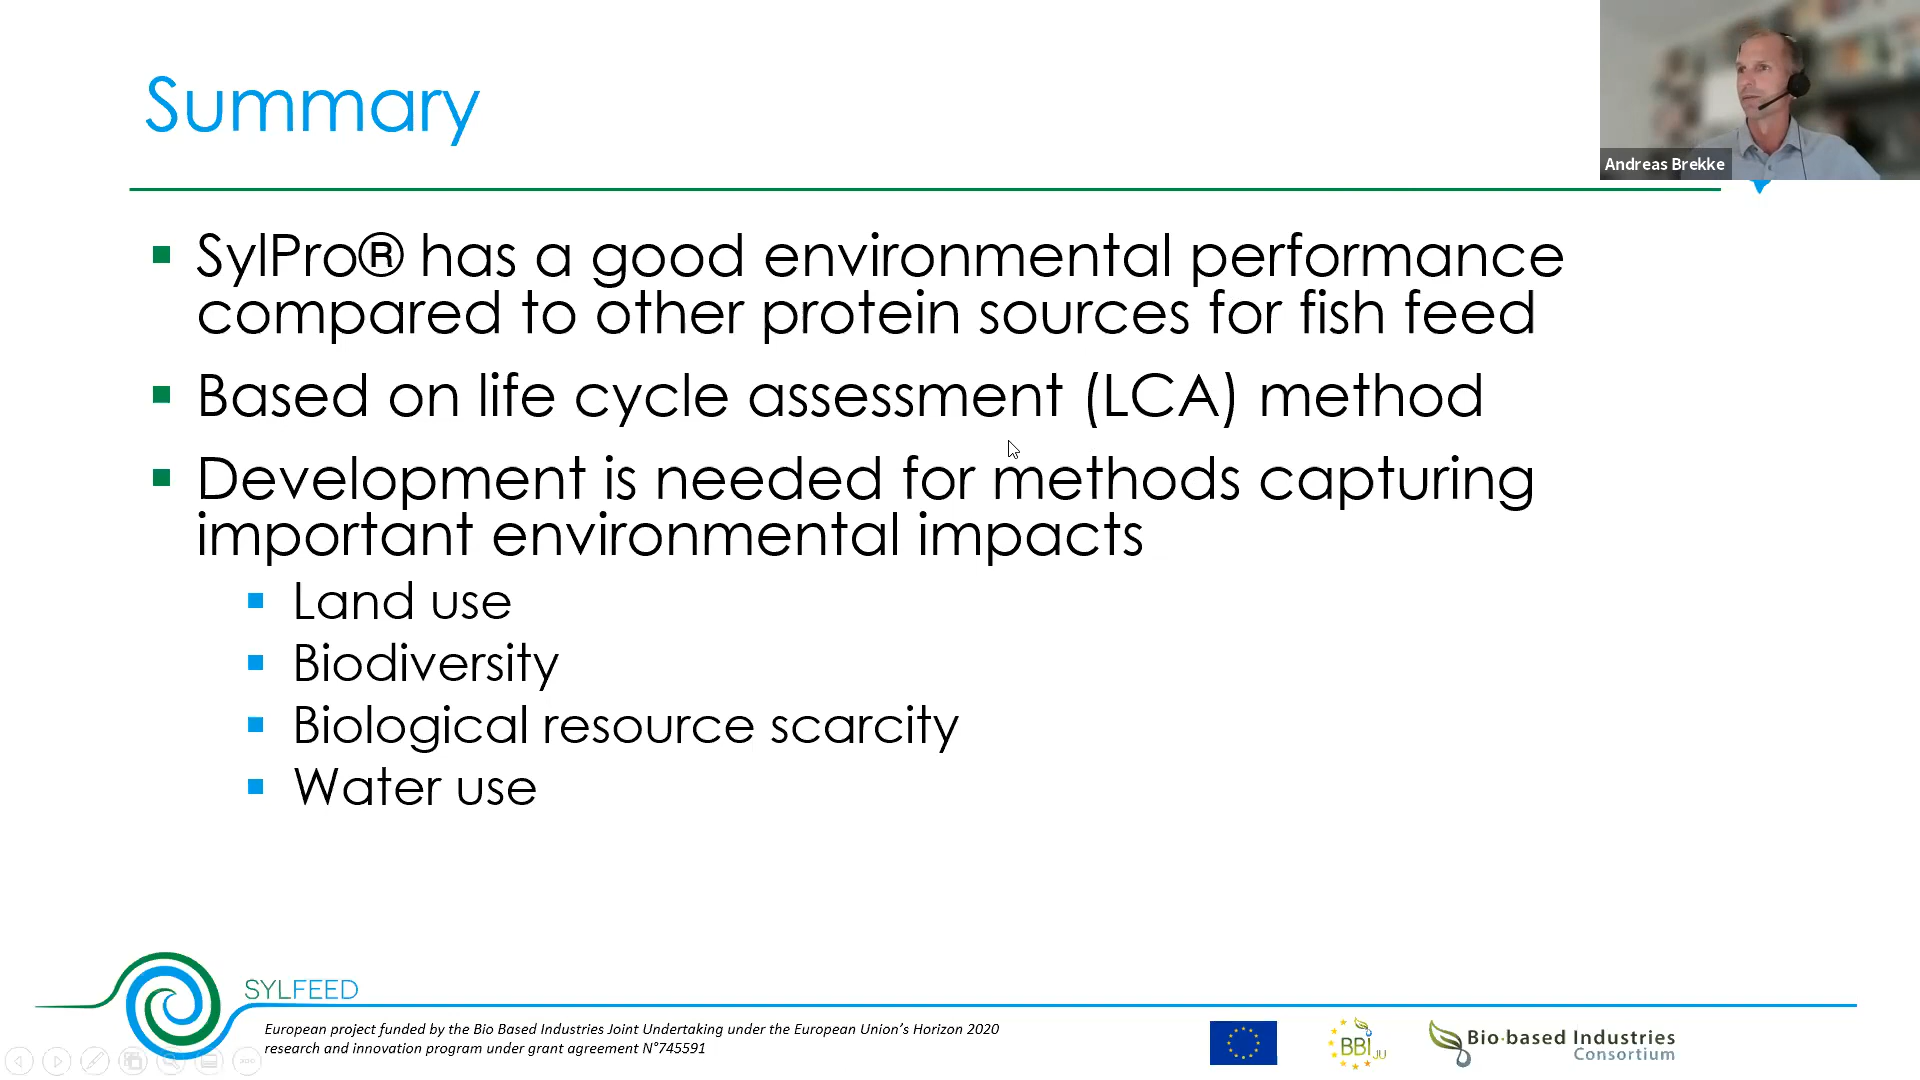 Summary
Andreas Brekke
SylPro® has a good environmental performance
compared to other protein sources for fish feed
Based on life cycle assessment (LCA) method
Development is needed for methods capturing
important environmental impacts
Land use
Biodiversity
Biological resource scarcity
Water use
SYLFEED
European project funded by the Bio Based Industries Joint Undertaking under the European Union's Horizon 2020
research and innovation program under grant agreement N°745591
BBI JU
Bio-based Industries
Consortium